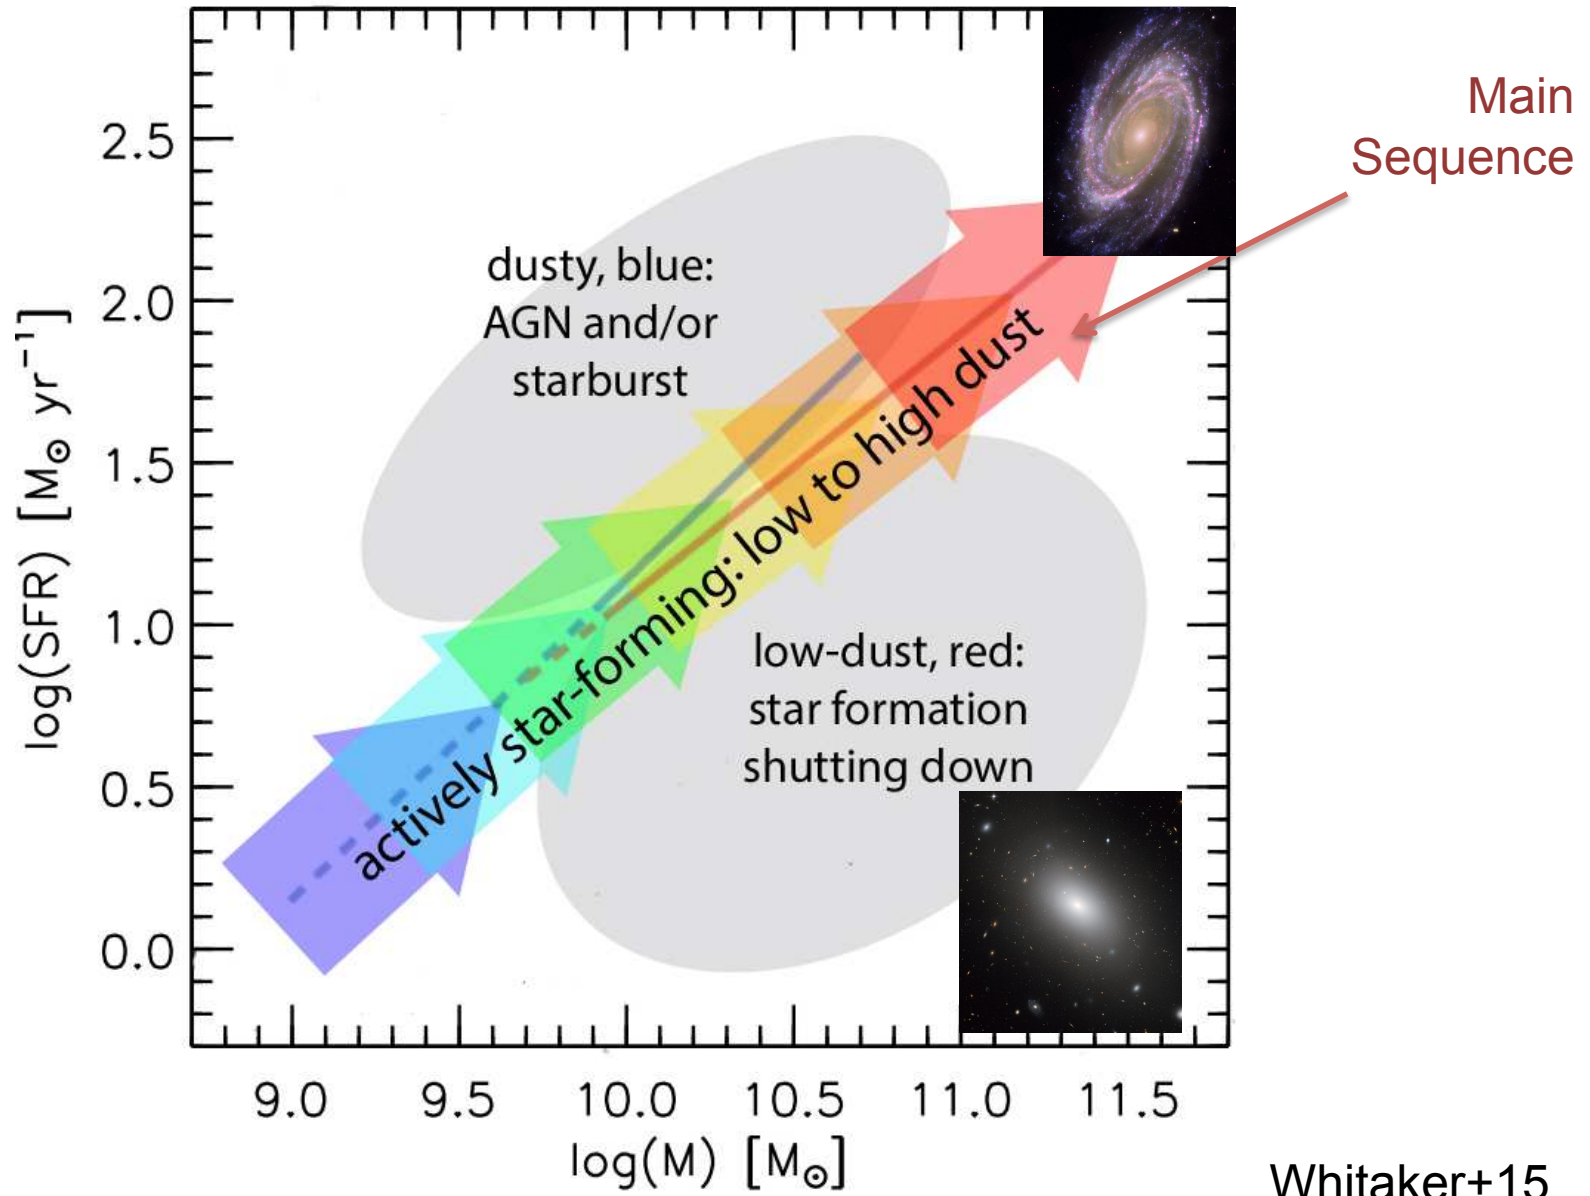 Main
Sequence
2.5
2.0
1.5
1.0
0.5
0.0
log(SFR) [M⊙ yr⁻¹]
dusty, blue:
AGN and/or
starburst
actively star-forming: low to high dust
low-dust, red:
star formation
shutting down
9.0 9.5 10.0 10.5 11.0 11.5
log(M) [M⊙]
Whitaker+15